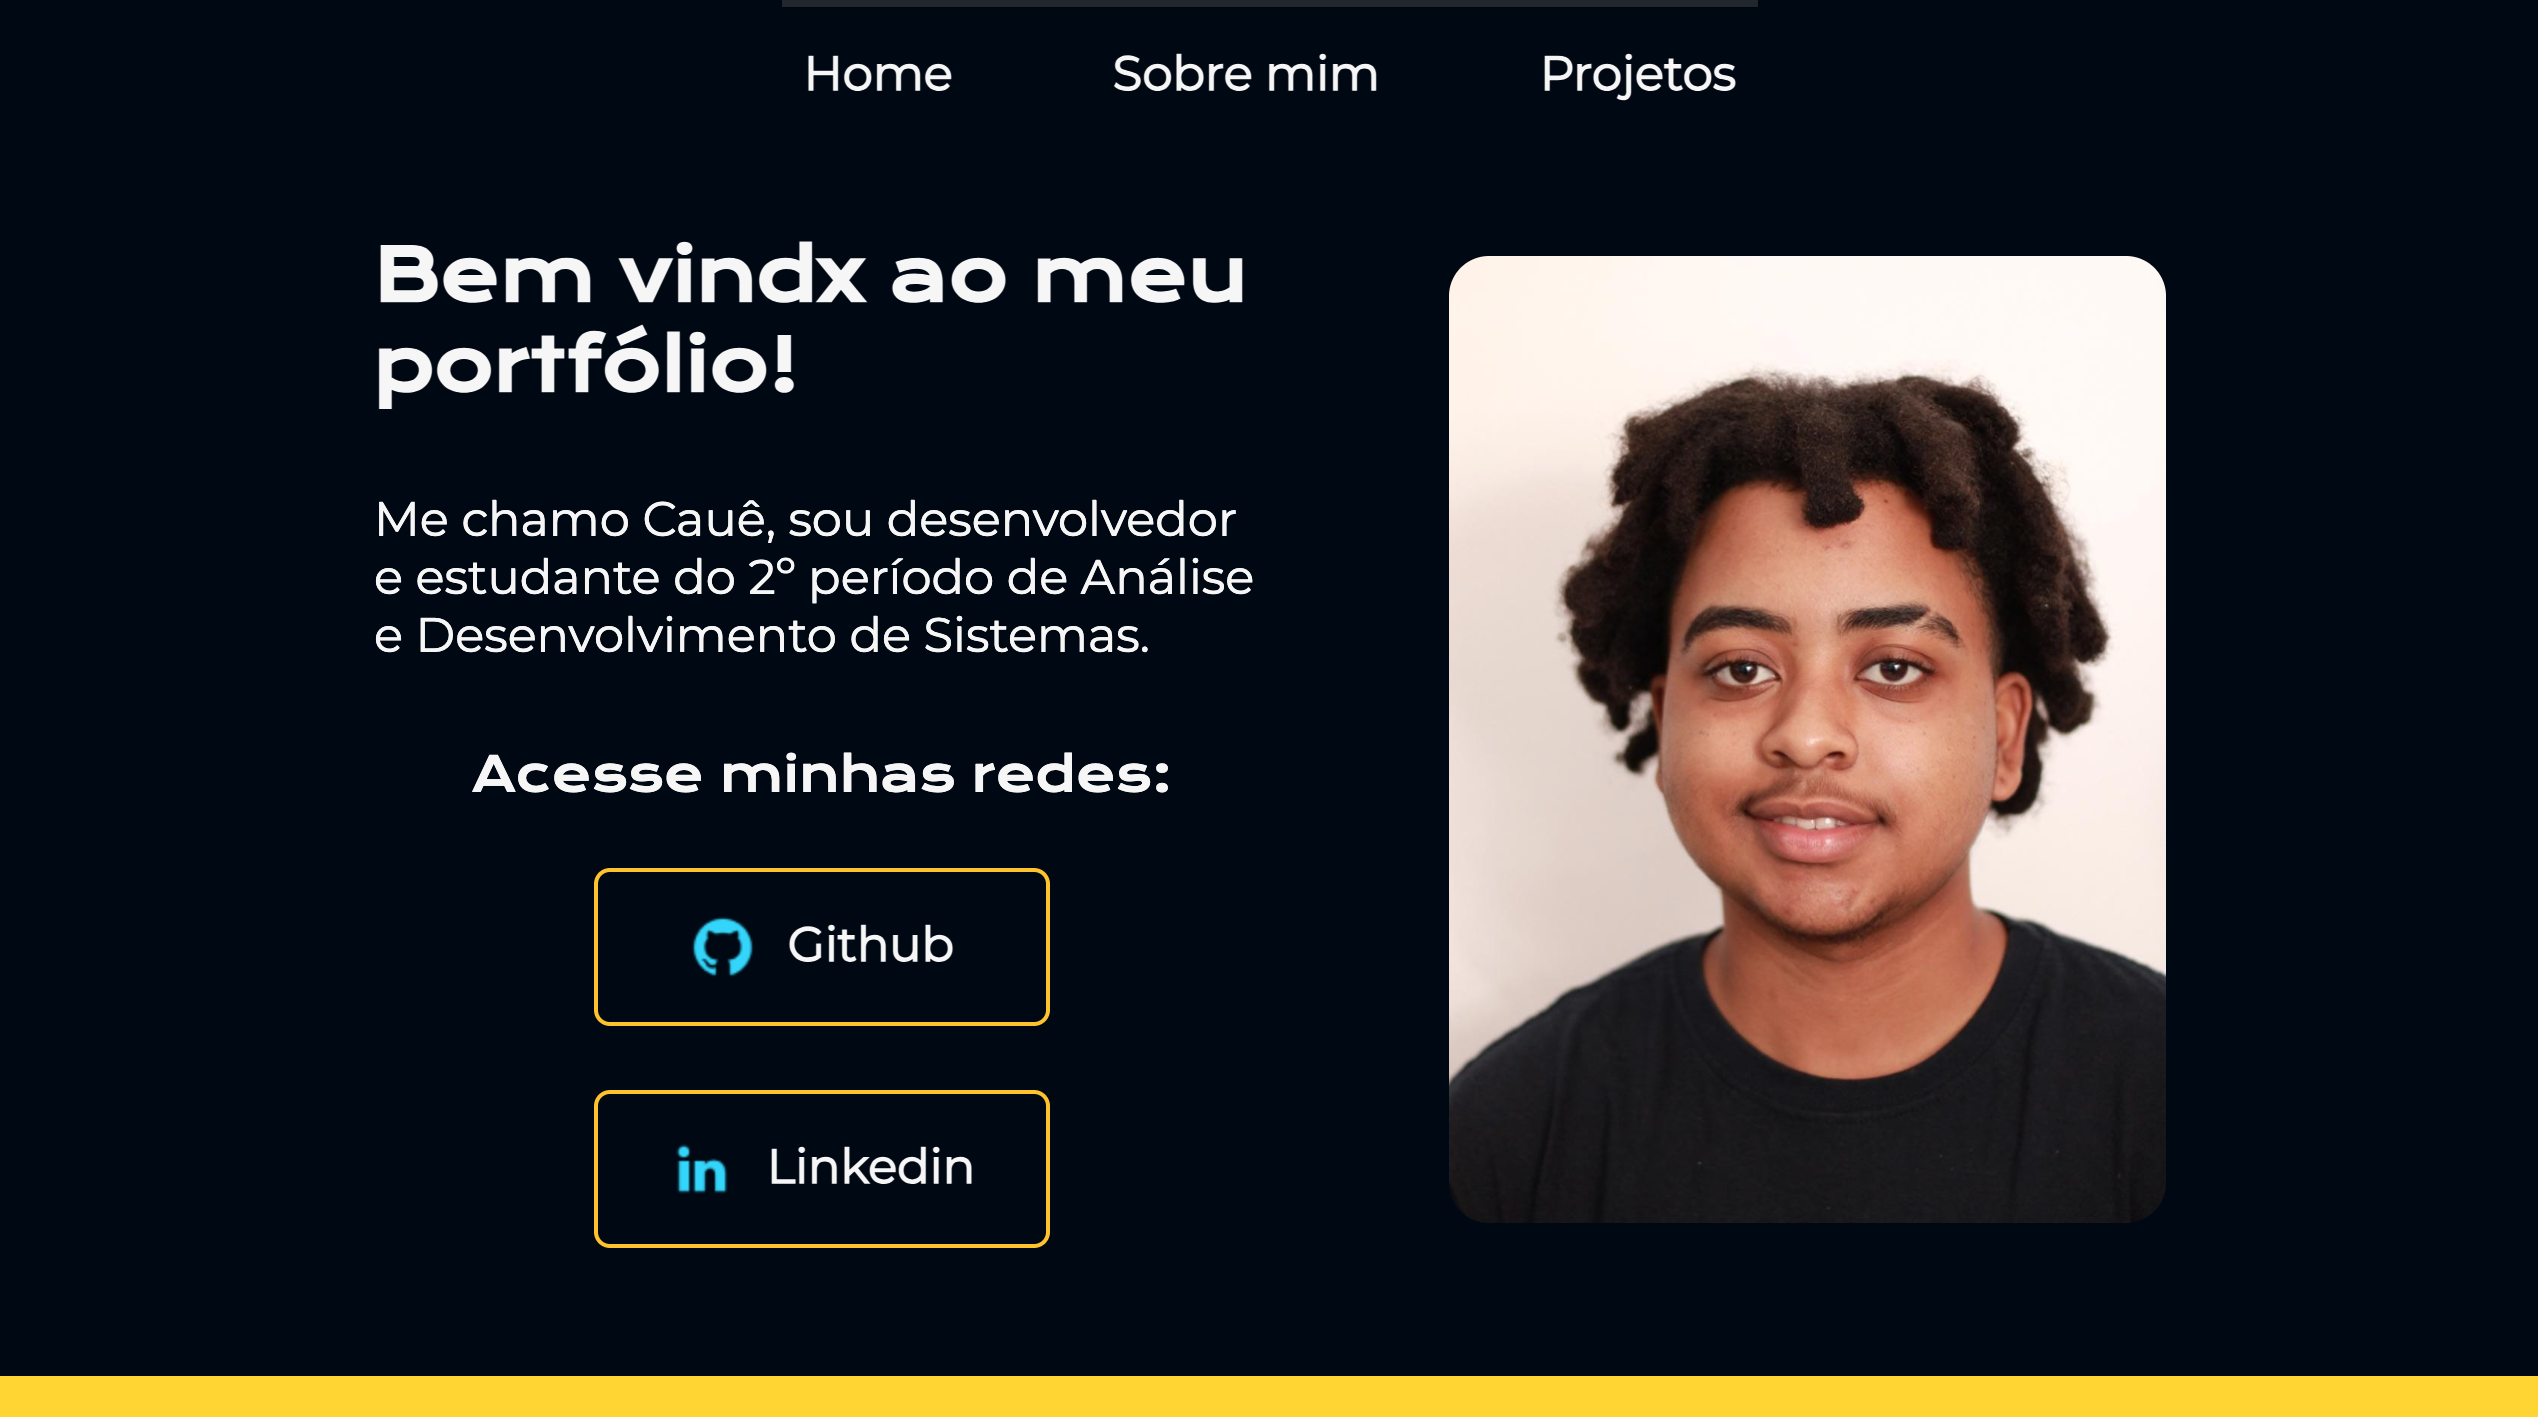 Home Sobre mim Projetos
Bem vindx ao meu
portfólio!
Me chamo Cauê, sou desenvolvedor
e estudante do 2º período de Análise
e Desenvolvimento de Sistemas.
Acesse minhas redes:
Github
in Linkedin